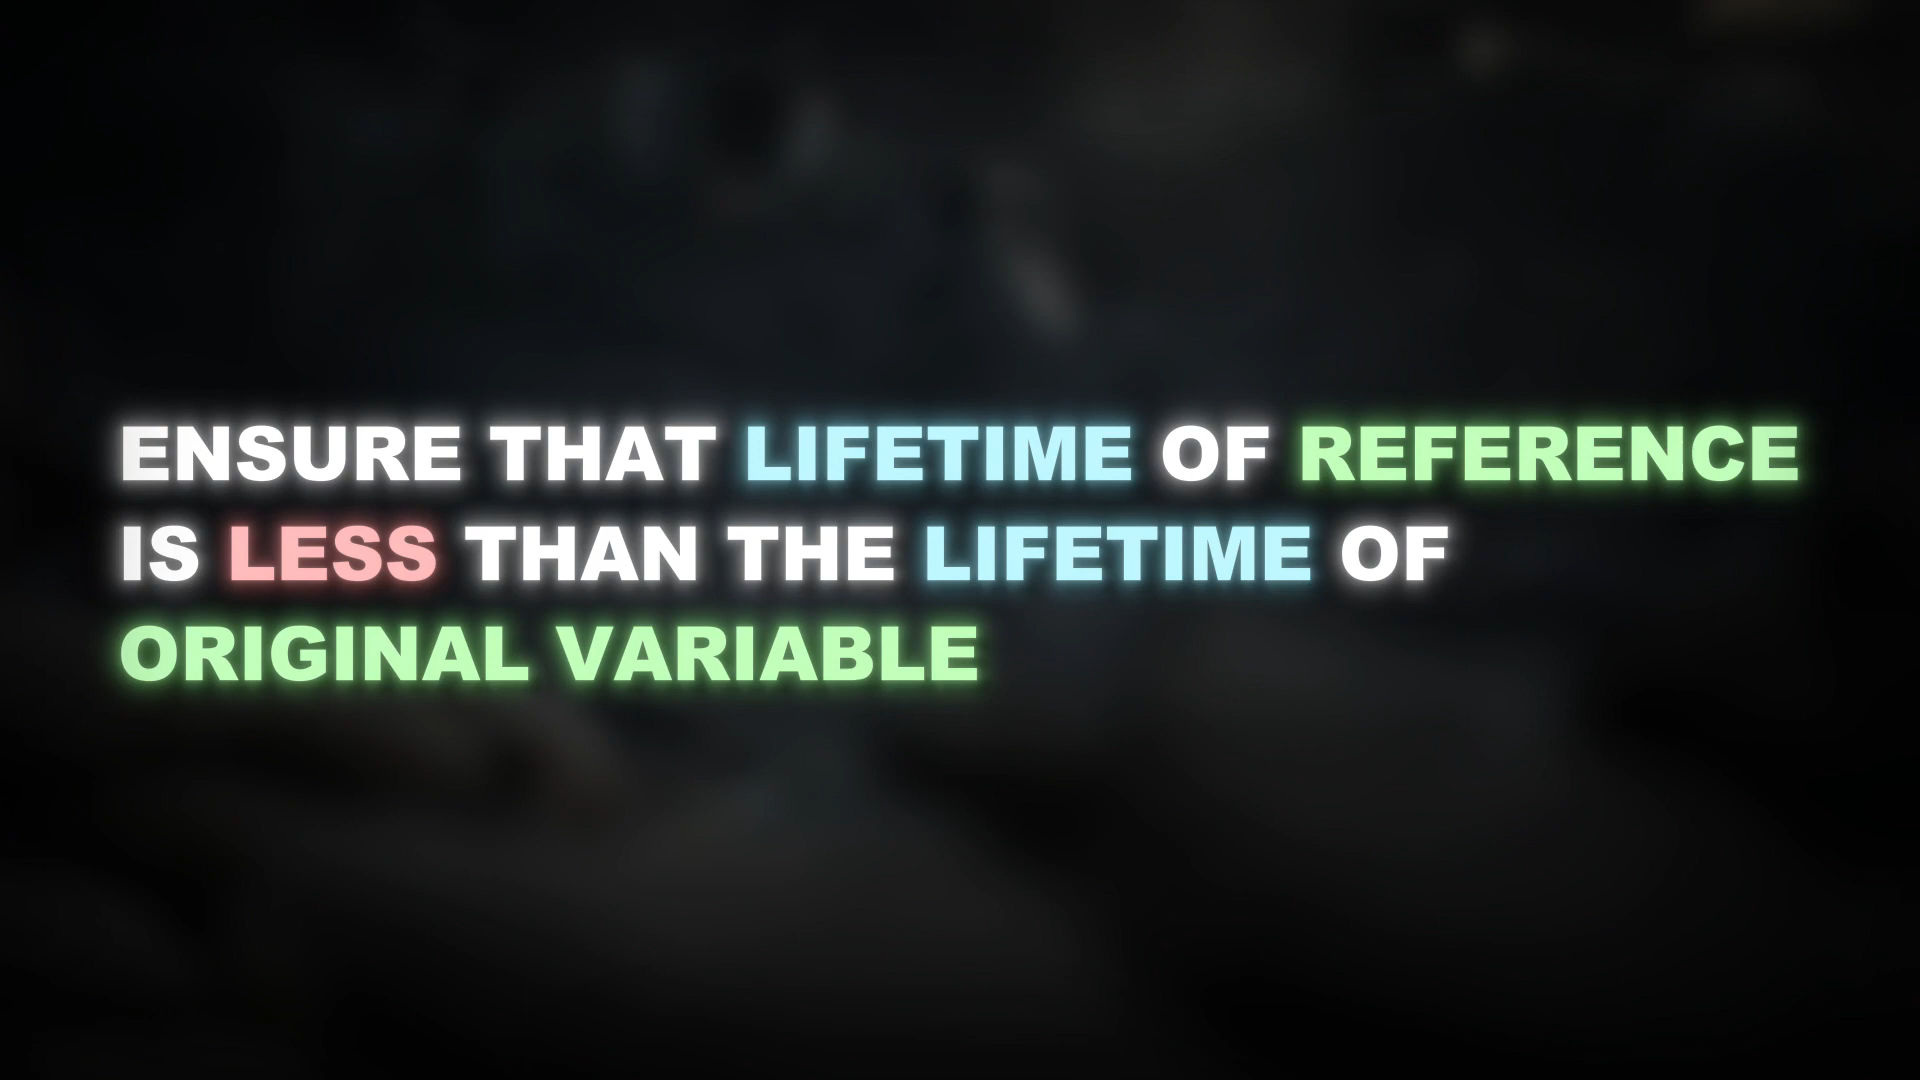 ENSURE THAT LIFETIME OF REFERENCE
IS LESS THAN THE LIFETIME OF
ORIGINAL VARIABLE